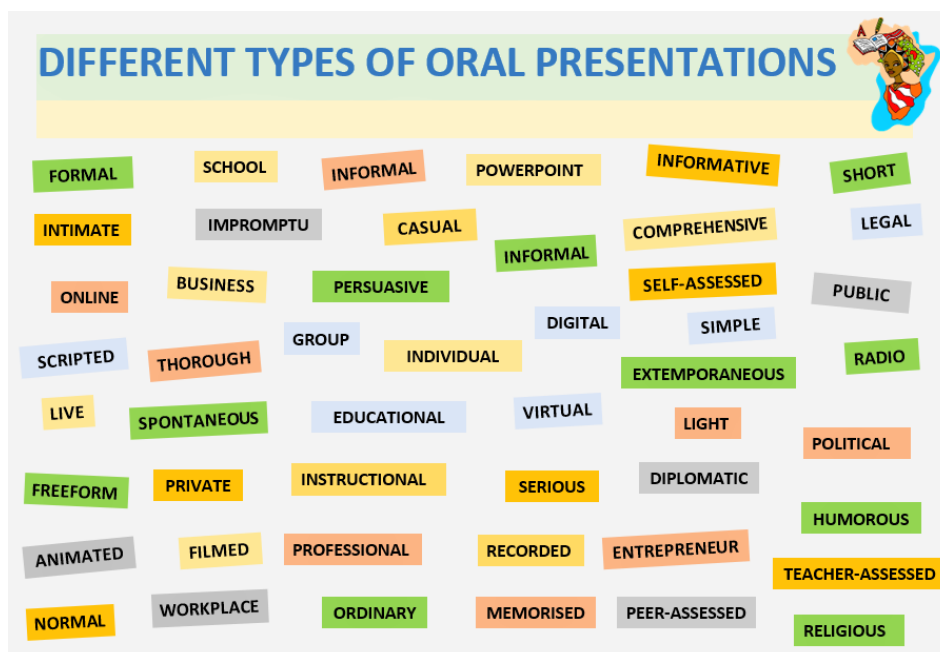 DIFFERENT TYPES OF ORAL PRESENTATIONS
A
FORMAL
SCHOOL
INFORMAL
POWERPOINT
INFORMATIVE
SHORT
INTIMATE
IMPROMPTU
CASUAL
INFORMAL
COMPREHENSIVE
LEGAL
ONLINE
BUSINESS
PERSUASIVE
SELF-ASSESSED
PUBLIC
SCRIPTED
THOROUGH
GROUP
INDIVIDUAL
DIGITAL
SIMPLE
EXTEMPORANEOUS
RADIO
LIVE
SPONTANEOUS
EDUCATIONAL
VIRTUAL
LIGHT
POLITICAL
FREEFORM
PRIVATE
INSTRUCTIONAL
SERIOUS
DIPLOMATIC
HUMOROUS
ANIMATED
FILMED
PROFESSIONAL
RECORDED
ENTREPRENEUR
TEACHER-ASSESSED
NORMAL
WORKPLACE
ORDINARY
MEMORISED
PEER-ASSESSED
RELIGIOUS